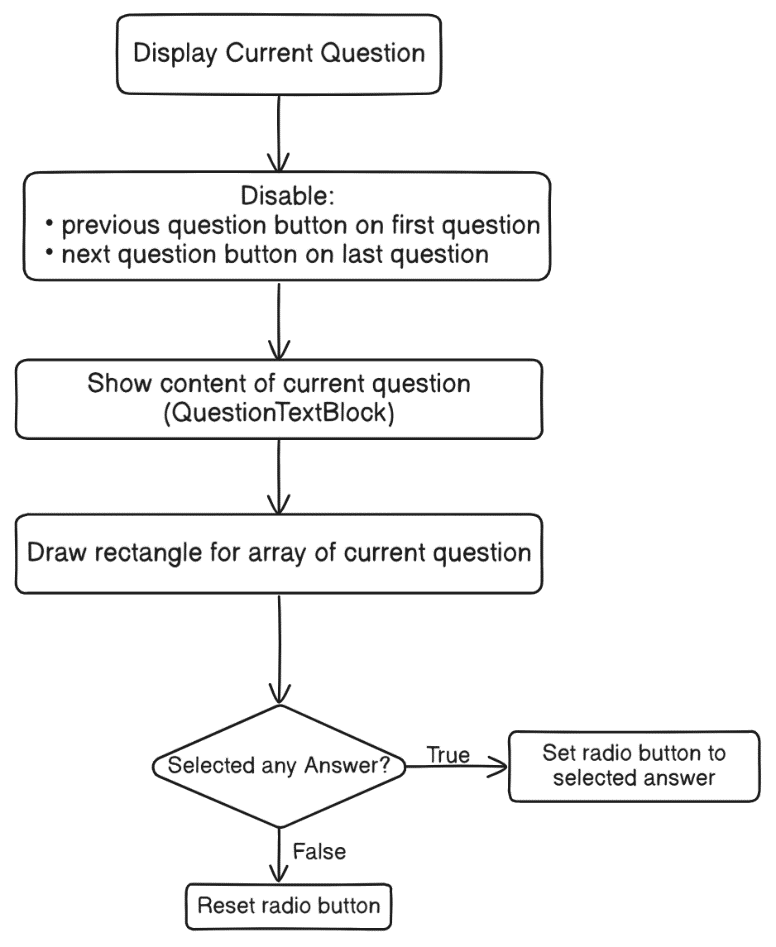 Display Current Question
Disable:
• previous question button on first question
• next question button on last question
Show content of current question
(QuestionTextBlock)
Draw rectangle for array of current question
Selected any Answer?
True
Set radio button to
selected answer
False
Reset radio button